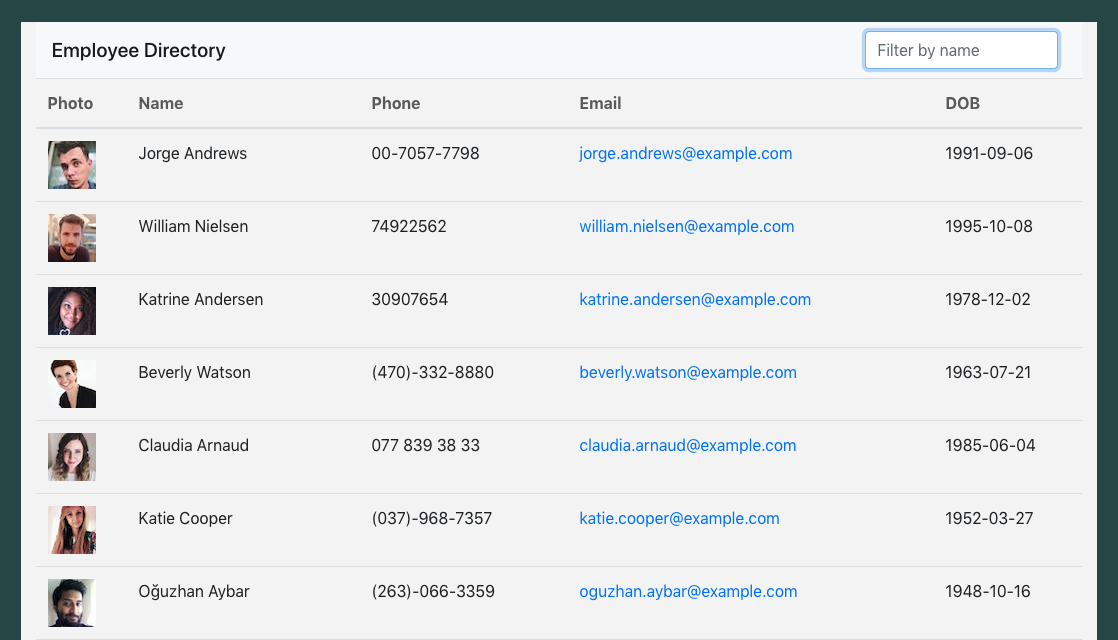 Employee Directory Filter by name
Photo Name Phone Email DOB
Jorge Andrews 00-7057-7798 jorge.andrews@example.com 1991-09-06
William Nielsen 74922562 william.nielsen@example.com 1995-10-08
Katrine Andersen 30907654 katrine.andersen@example.com 1978-12-02
Beverly Watson (470)-332-8880 beverly.watson@example.com 1963-07-21
Claudia Arnaud 077 839 38 33 claudia.arnaud@example.com 1985-06-04
Katie Cooper (037)-968-7357 katie.cooper@example.com 1952-03-27
Oğuzhan Aybar (263)-066-3359 oguzhan.aybar@example.com 1948-10-16